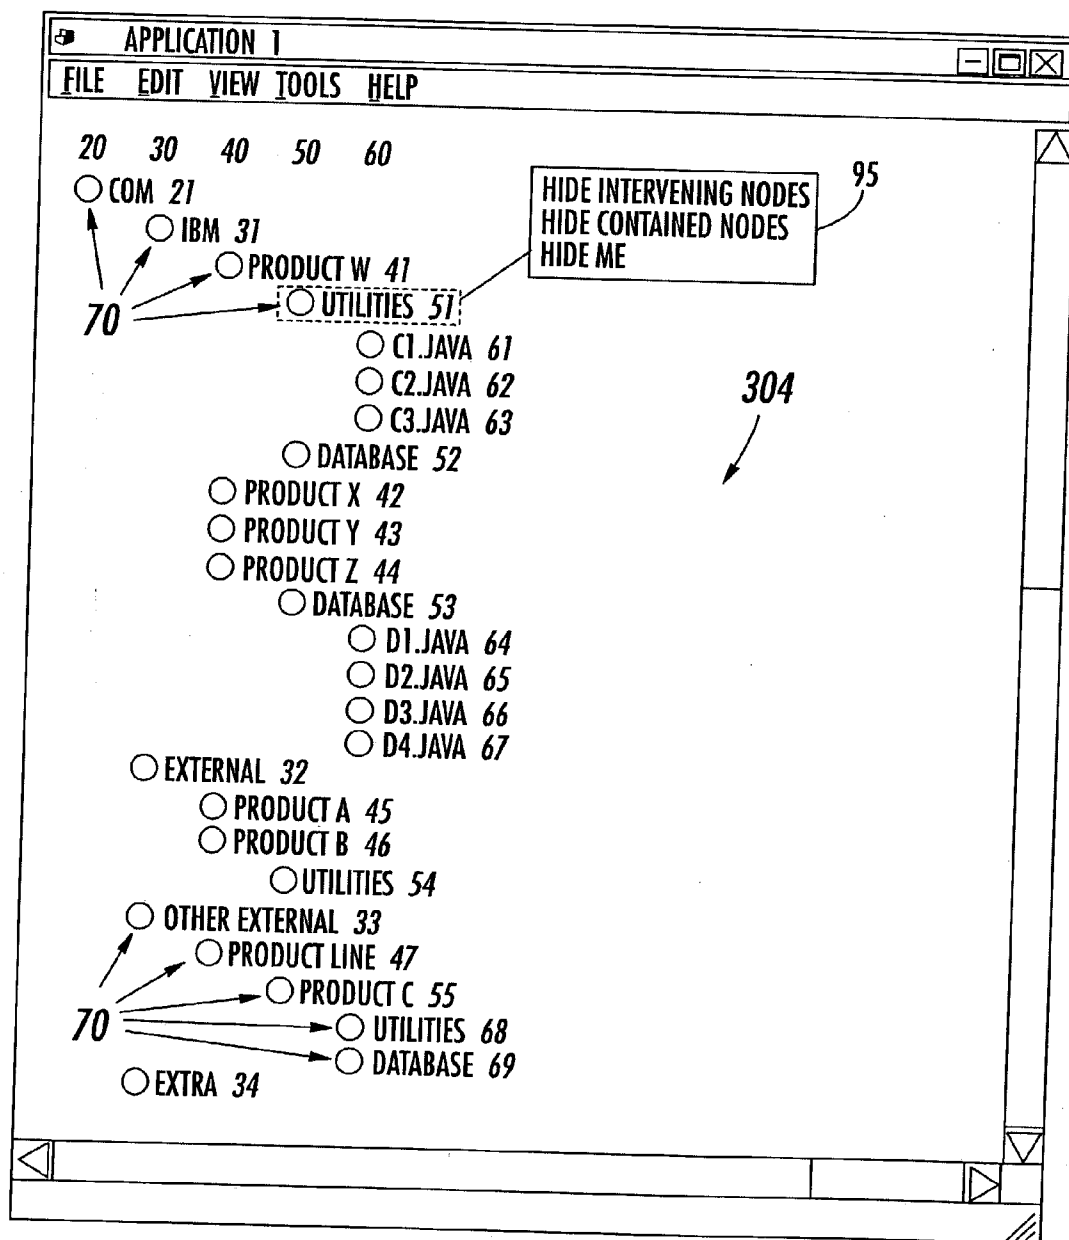 APPLICATION 1
FILE EDIT VIEW TOOLS HELP
20 30 40 50 60
COM 21
IBM 31
PRODUCT W 41
UTILITIES 51
HIDE INTERVENING NODES
HIDE CONTAINED NODES
HIDE ME
95
70
C1.JAVA 61
C2.JAVA 62
C3.JAVA 63
304
DATABASE 52
PRODUCT X 42
PRODUCT Y 43
PRODUCT Z 44
DATABASE 53
D1.JAVA 64
D2.JAVA 65
D3.JAVA 66
D4.JAVA 67
EXTERNAL 32
PRODUCT A 45
PRODUCT B 46
UTILITIES 54
OTHER EXTERNAL 33
PRODUCT LINE 47
PRODUCT C 55
70
UTILITIES 68
DATABASE 69
EXTRA 34